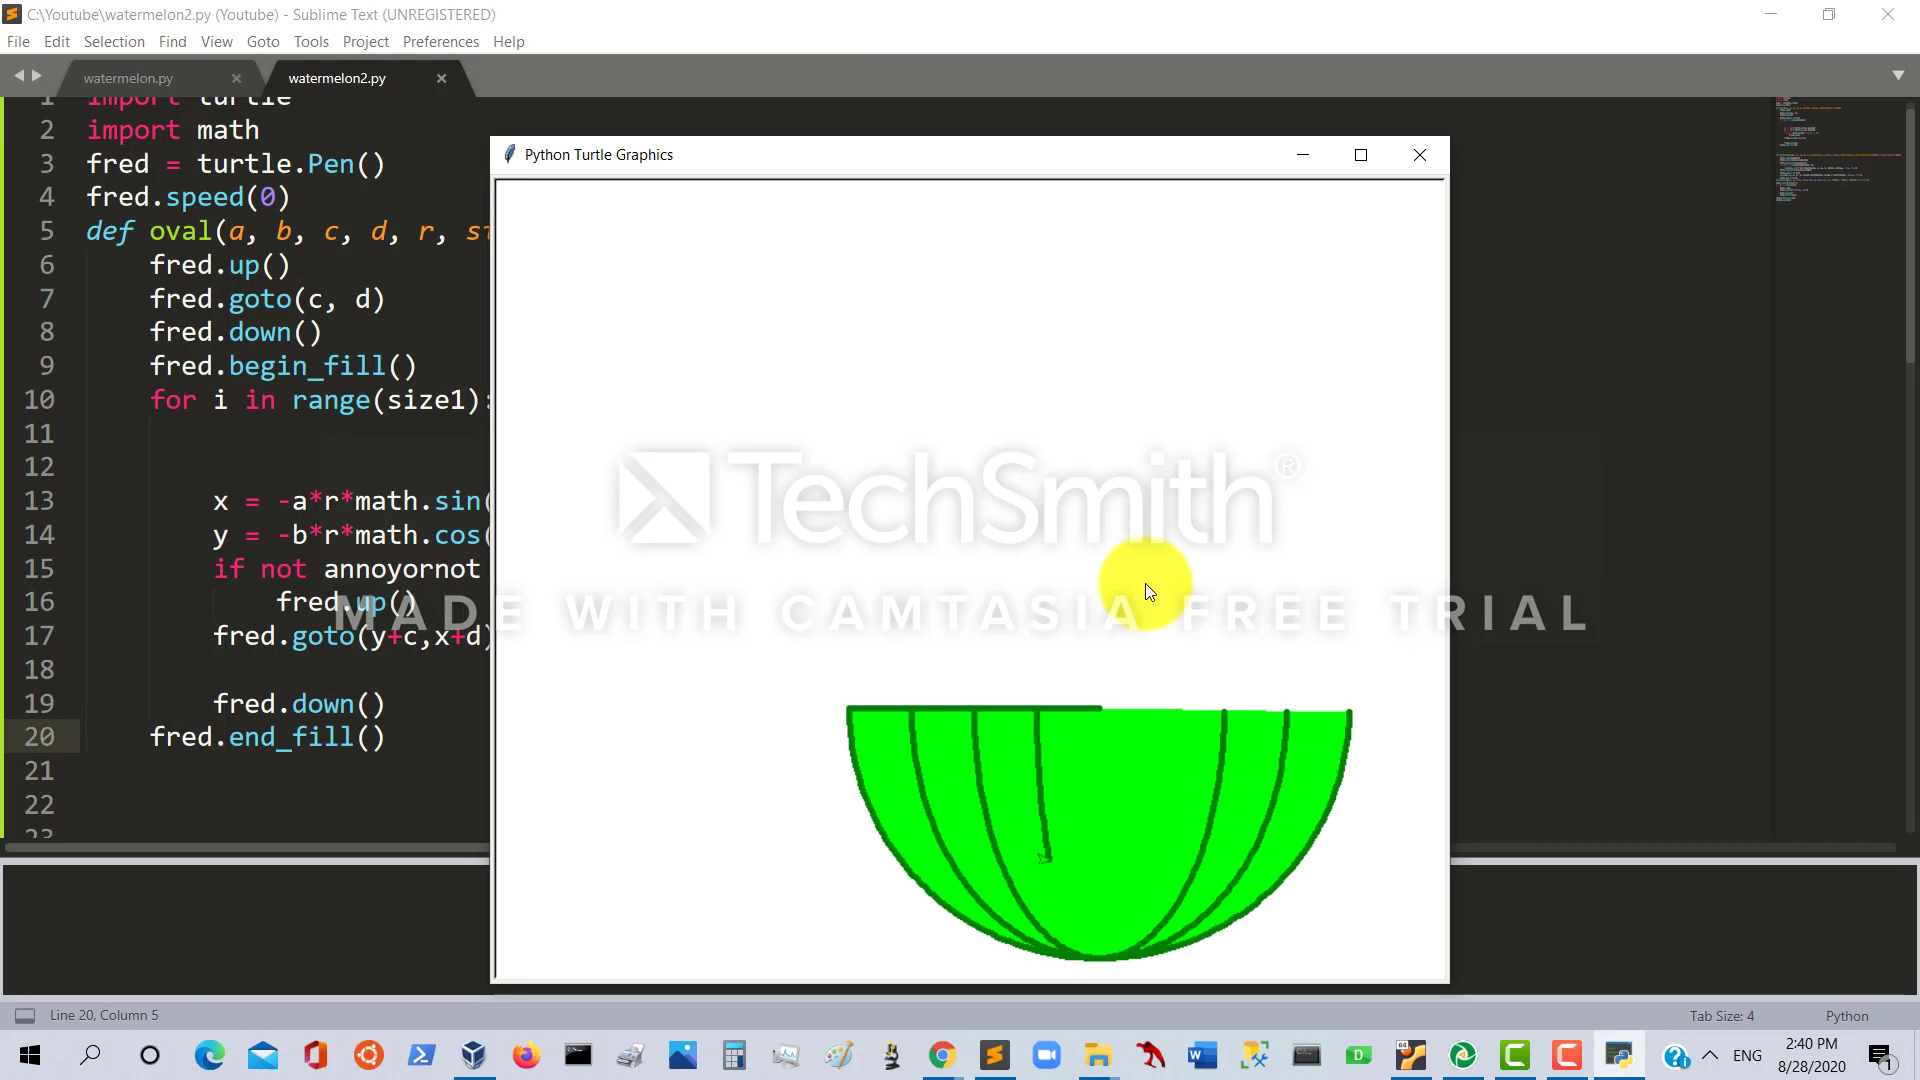 C:\Youtube\watermelon2.py (Youtube) - Sublime Text (UNREGISTERED)
File Edit Selection Find View Goto Tools Project Preferences Help
watermelon.py
watermelon2.py
1 import turtle
2 import math
3 fred = turtle.Pen()
4 fred.speed(0)
5 def oval(a, b, c, d, r, s
6 fred.up()
7 fred.goto(c, d)
8 fred.down()
9 fred.begin_fill()
10 for i in range(size1):
11
12
13 x = -a*r*math.sin(
14 y = -b*r*math.cos(
15 if not annoyornot
16 fred.up()
17 fred.goto(y+c,x+d)
18
19 fred.down()
20 fred.end_fill()
21
22
23
Python Turtle Graphics
TechSmith®
MADE WITH CAMTASIA FREE TRIAL
Line 20, Column 5
Tab Size: 4
Python
ENG
2:40 PM
8/28/2020
1